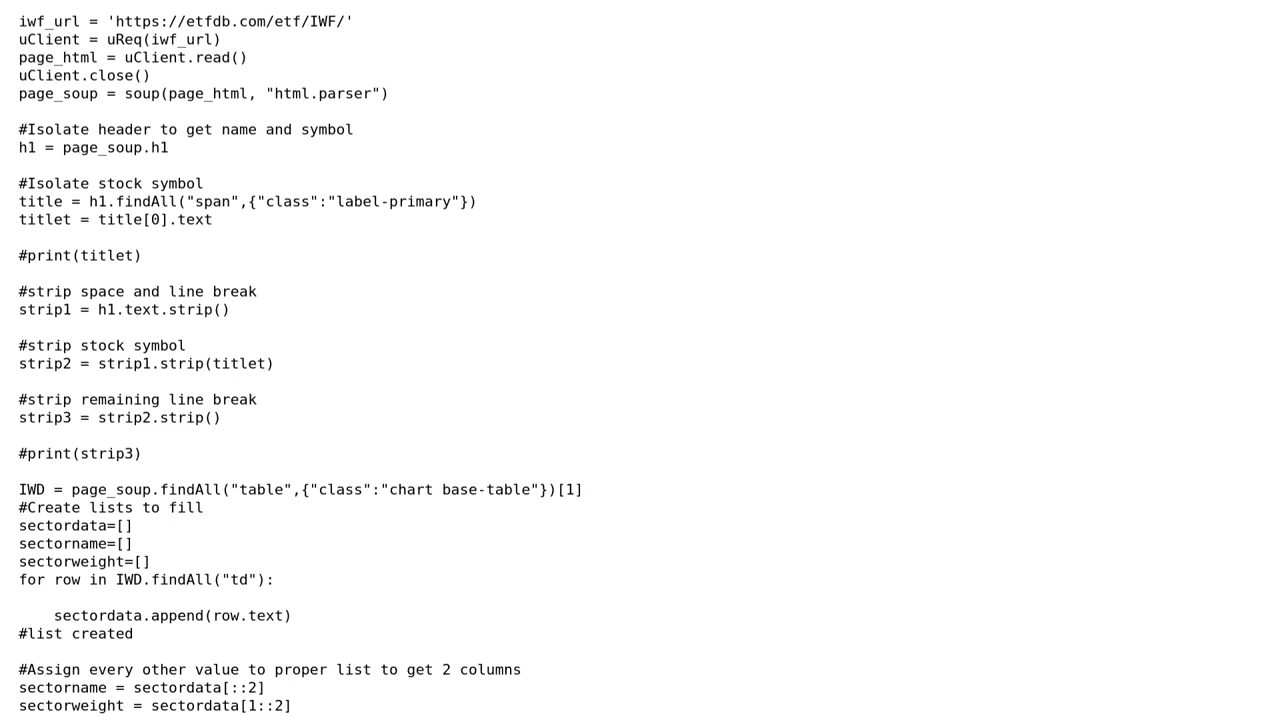 iwf_url = 'https://etfdb.com/etf/IWF/'
uClient = uReq(iwf_url)
page_html = uClient.read()
uClient.close()
page_soup = soup(page_html, "html.parser")

#Isolate header to get name and symbol
h1 = page_soup.h1

#Isolate stock symbol
title = h1.findAll("span",{"class":"label-primary"})
titlet = title[0].text

#print(titlet)

#strip space and line break
strip1 = h1.text.strip()

#strip stock symbol
strip2 = strip1.strip(titlet)

#strip remaining line break
strip3 = strip2.strip()

#print(strip3)

IWD = page_soup.findAll("table",{"class":"chart base-table"})[1]
#Create lists to fill
sectordata=[]
sectorname=[]
sectorweight=[]
for row in IWD.findAll("td"):

    sectordata.append(row.text)
#list created

#Assign every other value to proper list to get 2 columns
sectorname = sectordata[::2]
sectorweight = sectordata[1::2]